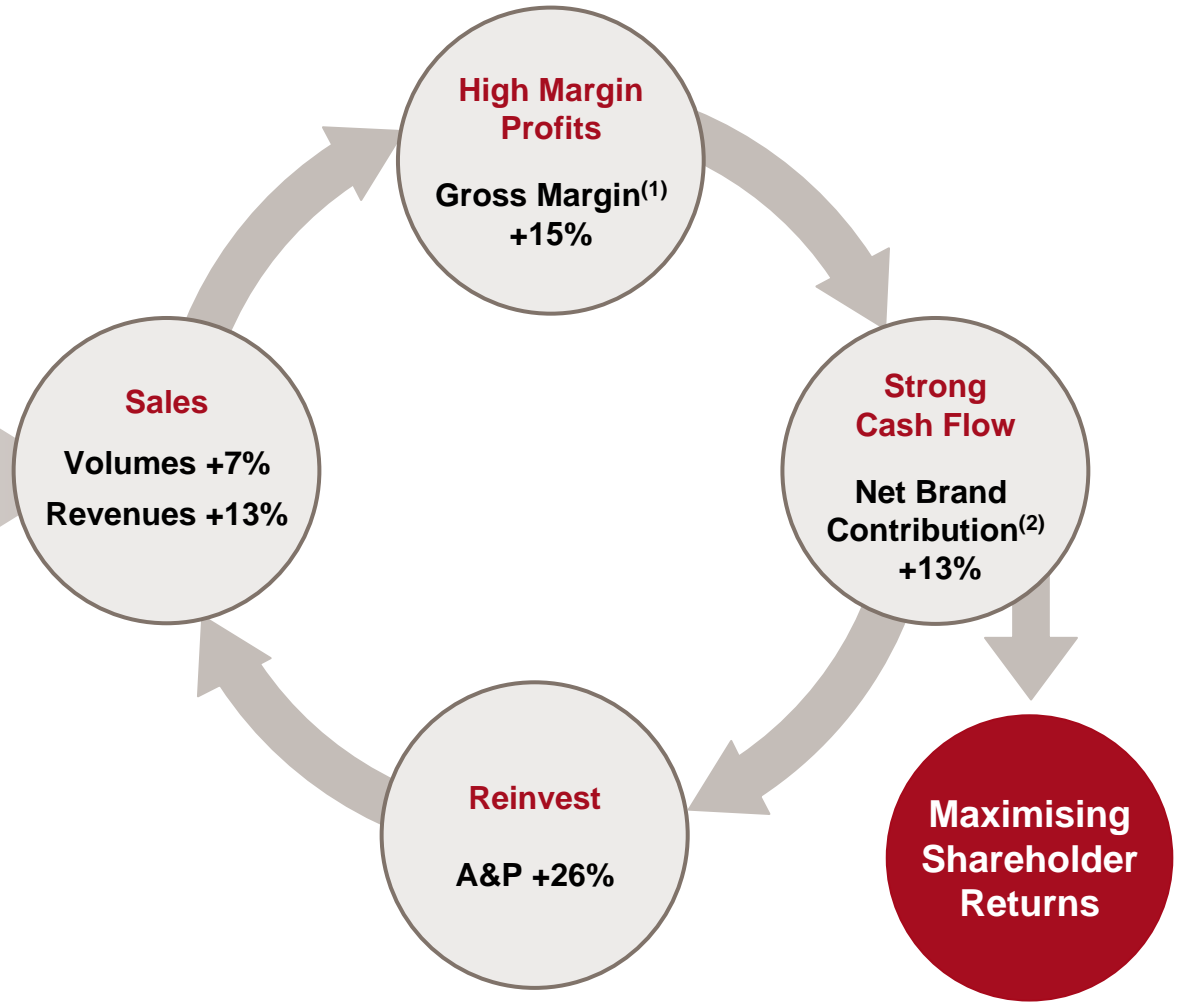 High Margin
Profits
Gross Margin(1)
+15%
Sales
Volumes +7%
Revenues +13%
Strong
Cash Flow
Net Brand
Contribution(2)
+13%
Reinvest
A&P +26%
Maximising
Shareholder
Returns